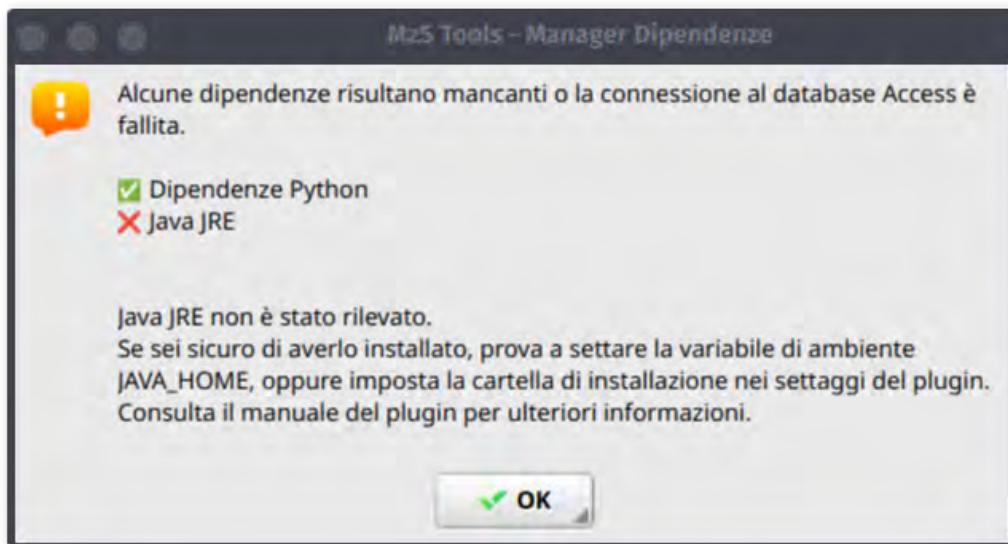 MzS Tools - Manager Dipendenze
Alcune dipendenze risultano mancanti o la connessione al database Access è
fallita.
✅ Dipendenze Python
❌ Java JRE
Java JRE non è stato rilevato.
Se sei sicuro di averlo installato, prova a settare la variabile di ambiente
JAVA_HOME, oppure imposta la cartella di installazione nei settaggi del plugin.
Consulta il manuale del plugin per ulteriori informazioni.
OK